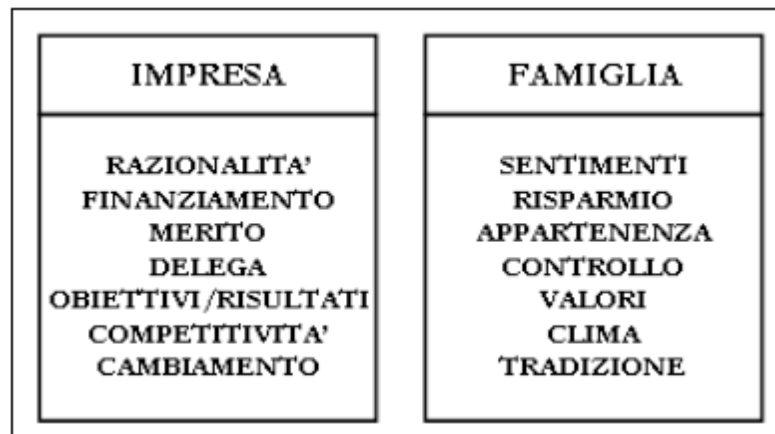 IMPRESA
RAZIONALITA'
FINANZIAMENTO
MERITO
DELEGA
OBIETTIVI/RISULTATI
COMPETITIVITA'
CAMBIAMENTO
FAMIGLIA
SENTIMENTI
RISPARMIO
APPARTENENZA
CONTROLLO
VALORI
CLIMA
TRADIZIONE